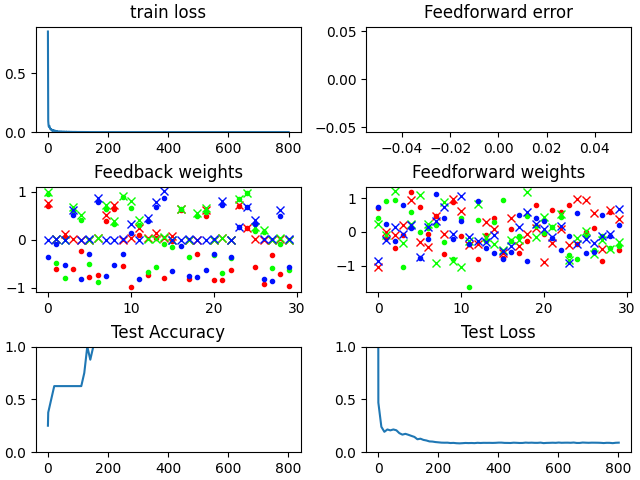 train loss
Feedforward error
0.5
0.0
0 200 400 600 800
0.05
0.00
−0.05
−0.04 −0.02 0.00 0.02 0.04
Feedback weights
Feedforward weights
1
0
−1
0 10 20 30
1
0
−1
0 10 20 30
Test Accuracy
Test Loss
1.0
0.5
0.0
0 200 400 600 800
1.0
0.5
0.0
0 200 400 600 800